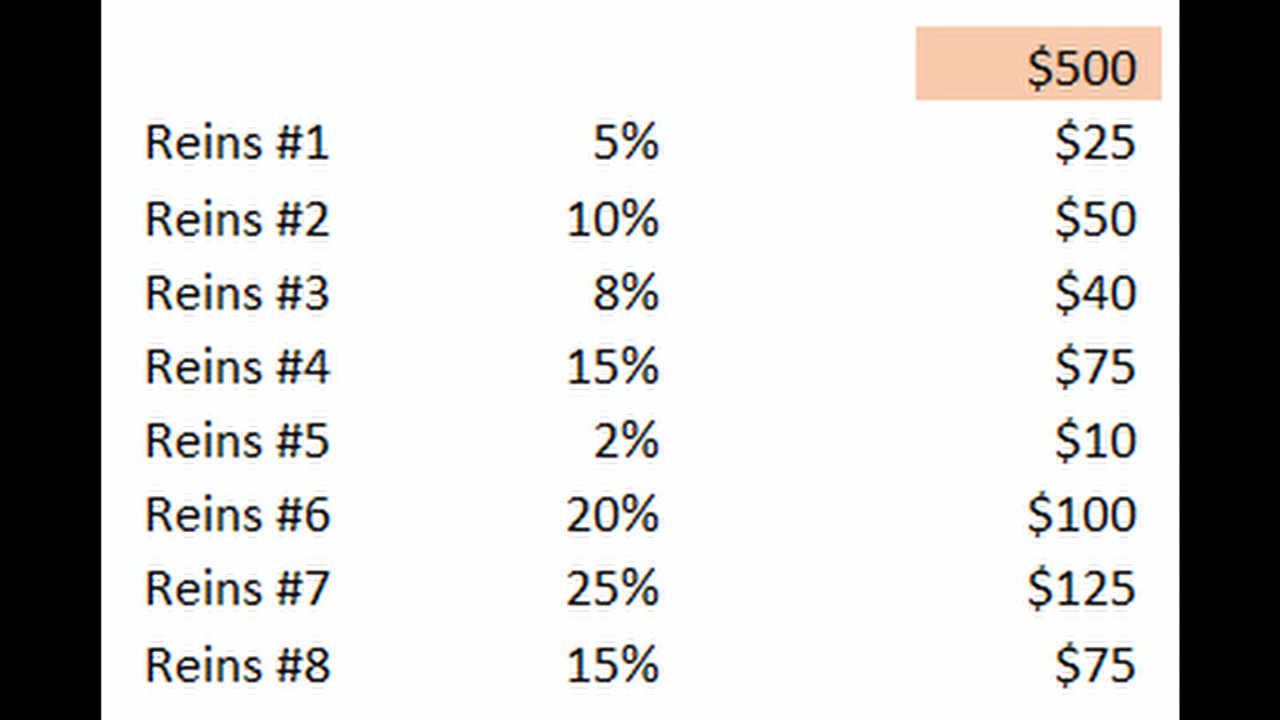 $500
Reins #1 5% $25
Reins #2 10% $50
Reins #3 8% $40
Reins #4 15% $75
Reins #5 2% $10
Reins #6 20% $100
Reins #7 25% $125
Reins #8 15% $75